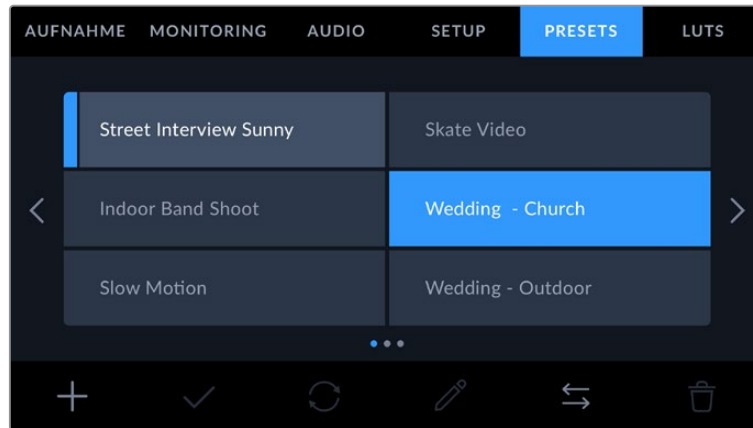 AUFNAHME MONITORING AUDIO SETUP PRESETS LUTS
Street Interview Sunny Skate Video
Indoor Band Shoot Wedding - Church
Slow Motion Wedding - Outdoor